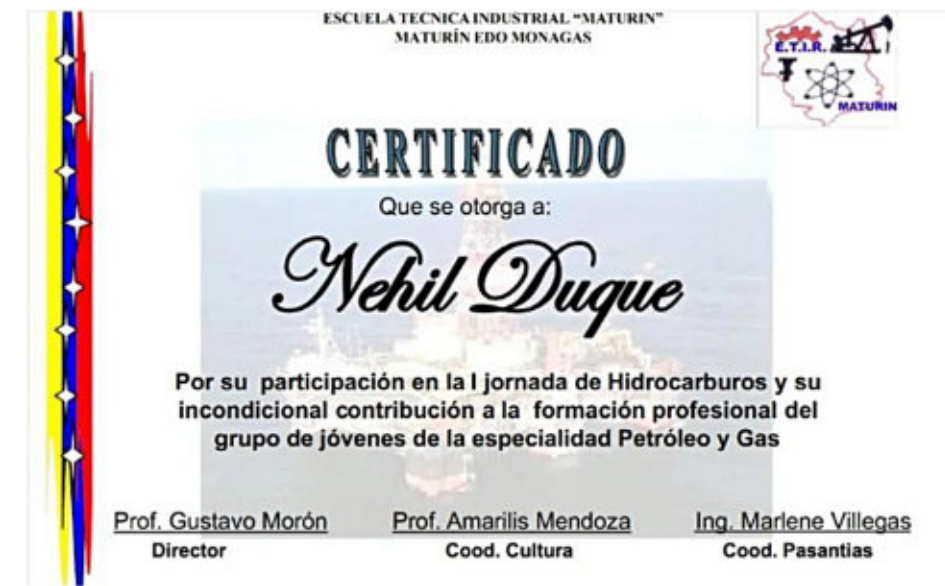 ESCUELA TECNICA INDUSTRIAL “MATURIN”
MATURÍN EDO MONAGAS
E.T.I.R.
MATURIN
CERTIFICADO
Que se otorga a:
Nehil Duque
Por su participación en la I jornada de Hidrocarburos y su
incondicional contribución a la formación profesional del
grupo de jóvenes de la especialidad Petróleo y Gas
Prof. Gustavo Morón Prof. Amarilis Mendoza Ing. Marlene Villegas
Director Cood. Cultura Cood. Pasantias